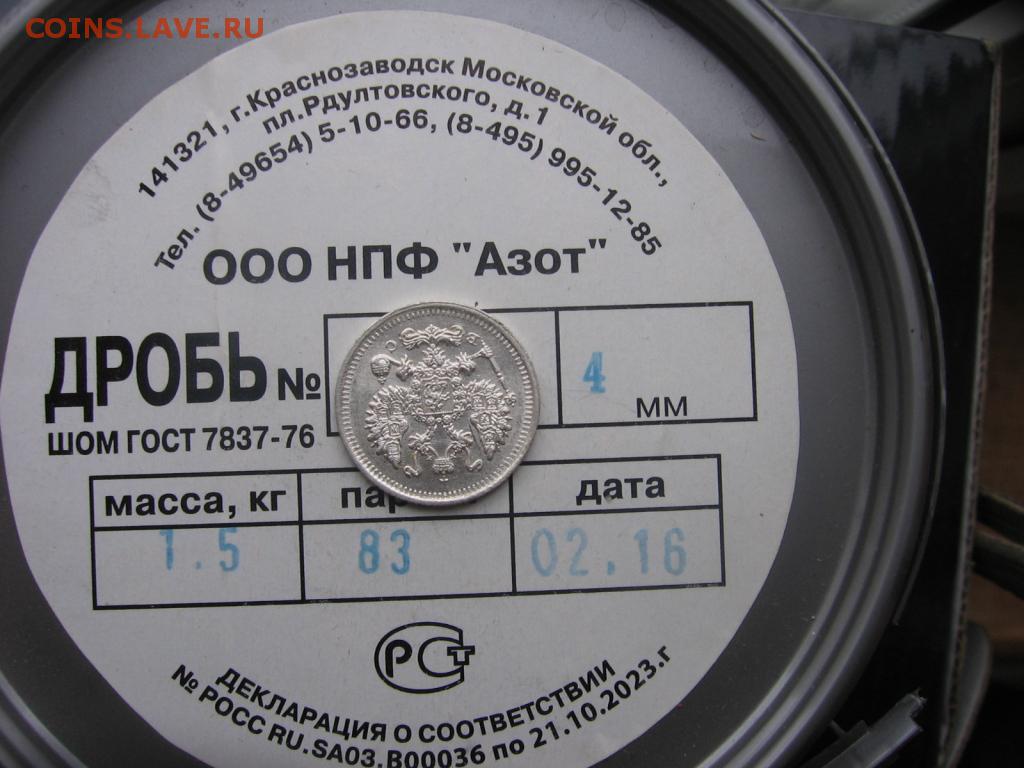 COINS.LAVE.RU
141321, г.Краснозаводск Московской обл.,
пл.Рдултовского, д.1
Тел. (8-49654) 5-10-66, (8-495) 995-12-85
ООО НПФ "Азот"
ДРОБЬ №
4 мм
ШОМ ГОСТ 7837-76
масса, кг дата
1.5 83 02.16
РСТ
ДЕКЛАРАЦИЯ О СООТВЕТСТВИИ
№ РОСС RU.SA03.B00036 по 21.10.2023.г